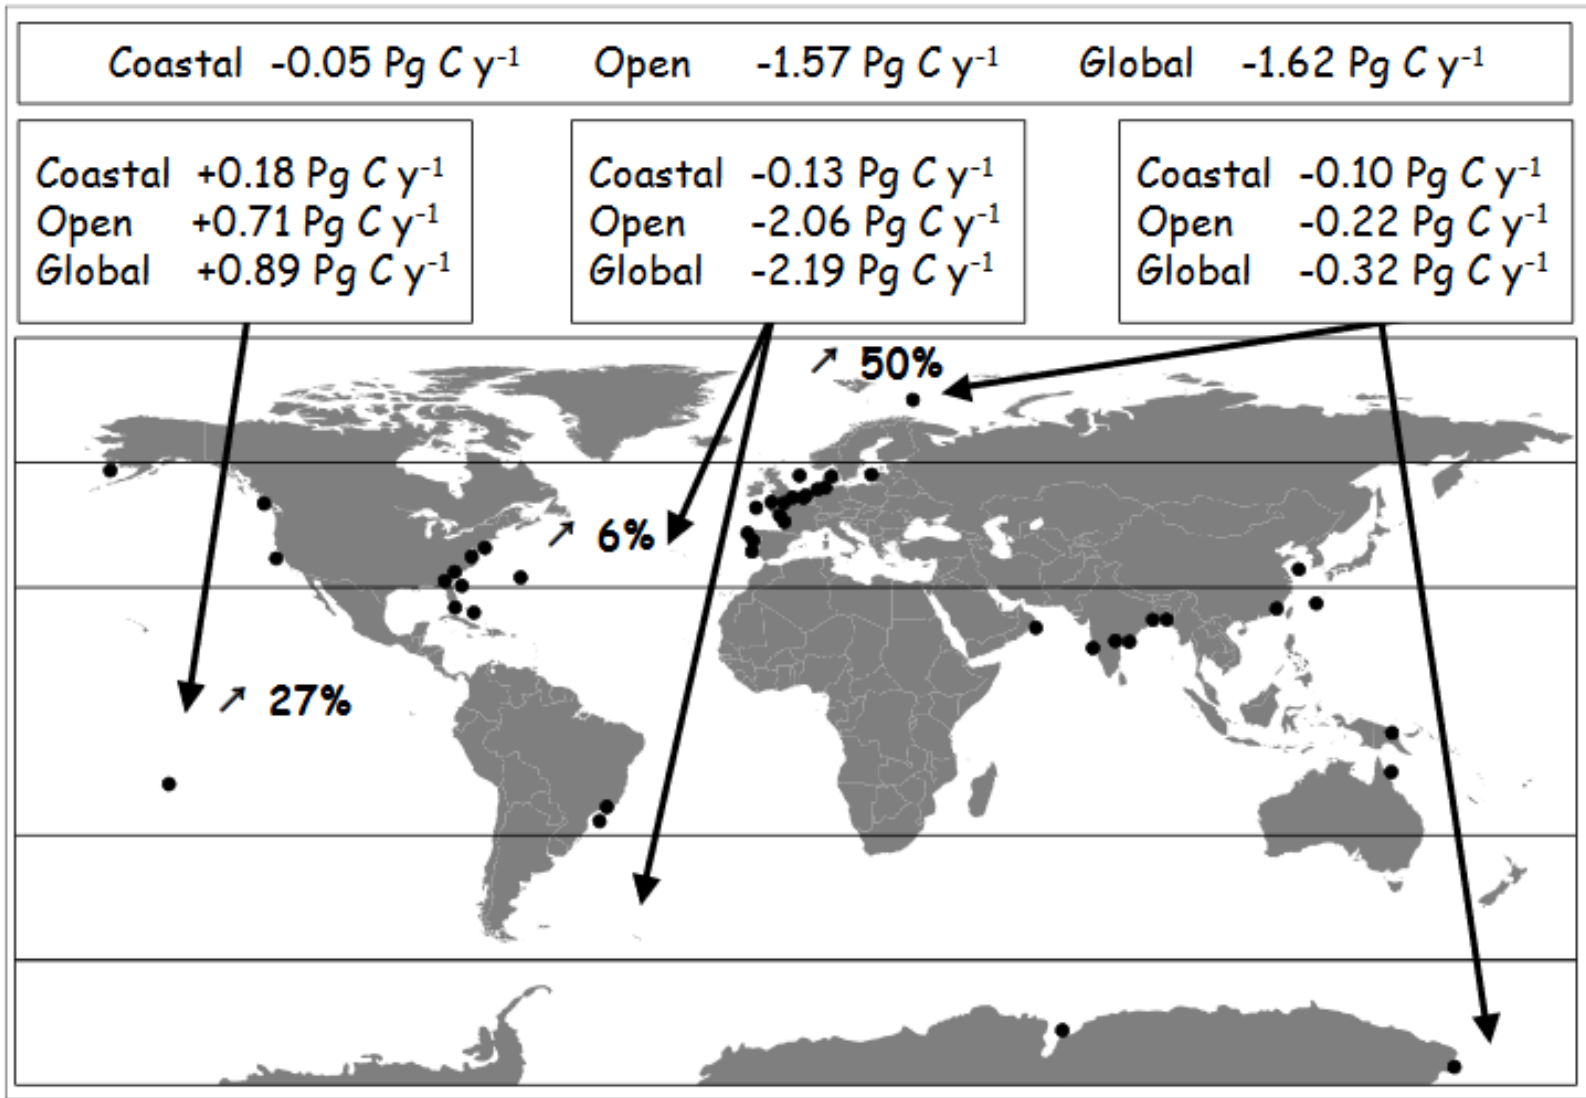 Coastal -0.05 Pg C y⁻¹ Open -1.57 Pg C y⁻¹ Global -1.62 Pg C y⁻¹
Coastal +0.18 Pg C y⁻¹
Open +0.71 Pg C y⁻¹
Global +0.89 Pg C y⁻¹
Coastal -0.13 Pg C y⁻¹
Open -2.06 Pg C y⁻¹
Global -2.19 Pg C y⁻¹
Coastal -0.10 Pg C y⁻¹
Open -0.22 Pg C y⁻¹
Global -0.32 Pg C y⁻¹
↗ 50%
↗ 6%
↗ 27%